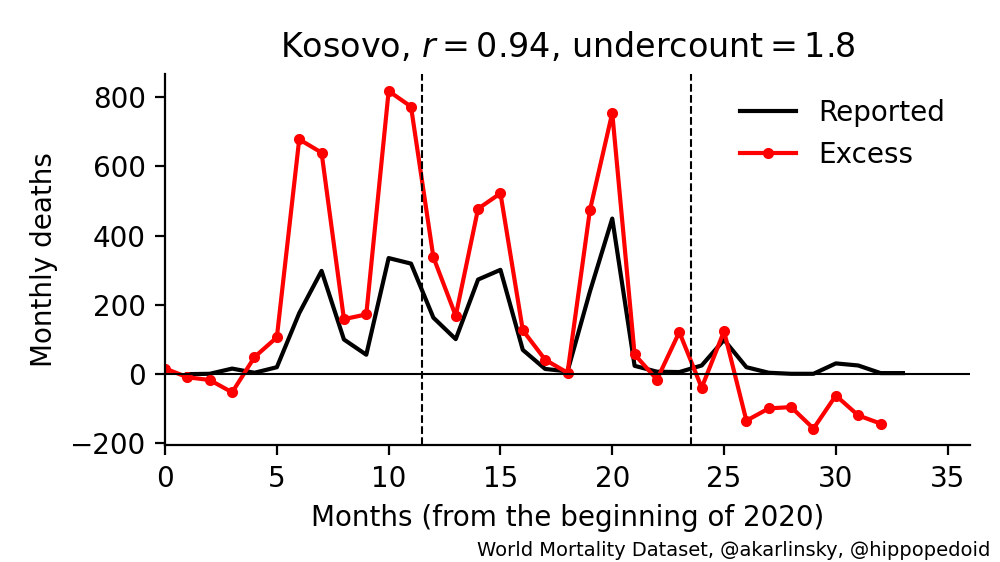 Kosovo, r = 0.94, undercount = 1.8
Monthly deaths
800
600
400
200
0
−200
Reported
Excess
0 5 10 15 20 25 30 35
Months (from the beginning of 2020)
World Mortality Dataset, @akarlinsky, @hippopedoid